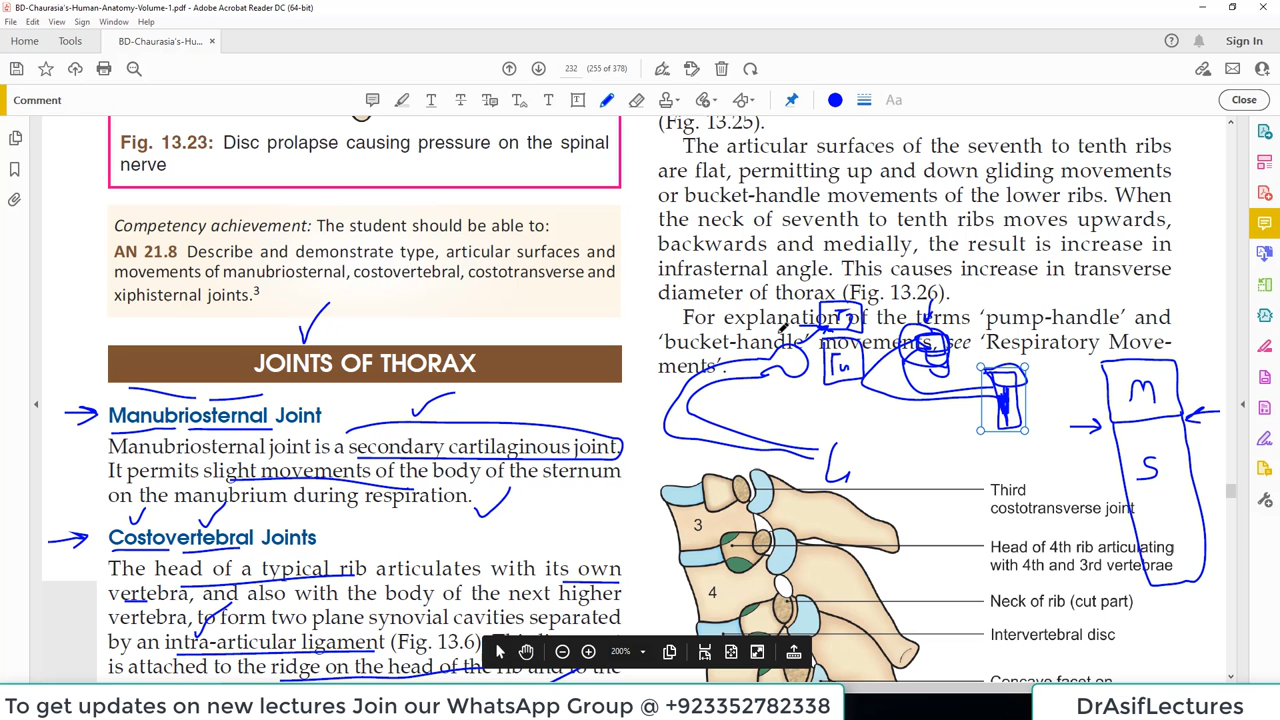 BD-Chaurasia's-Human-Anatomy-Volume-1.pdf - Adobe Acrobat Reader DC (64-bit)
File Edit View Sign Window Help
Home Tools BD-Chaurasia's-Hu... × Sign In
232 (255 of 378)
Comment Close
Fig. 13.23: Disc prolapse causing pressure on the spinal
nerve
Competency achievement: The student should be able to:
AN 21.8 Describe and demonstrate type, articular surfaces and
movements of manubriosternal, costovertebral, costotransverse and
xiphisternal joints.3
JOINTS OF THORAX
Manubriosternal Joint
Manubriosternal joint is a secondary cartilaginous joint.
It permits slight movements of the body of the sternum
on the manubrium during respiration.
Costovertebral Joints
The head of a typical rib articulates with its own
vertebra, and also with the body of the next higher
vertebra, to form two plane synovial cavities separated
by an intra-articular ligament (Fig. 13.6)
is attached to the ridge on the head of the rib and to the
(Fig. 13.25).
The articular surfaces of the seventh to tenth ribs
are flat, permitting up and down gliding movements
or bucket-handle movements of the lower ribs. When
the neck of seventh to tenth ribs moves upwards,
backwards and medially, the result is increase in
infrasternal angle. This causes increase in transverse
diameter of thorax (Fig. 13.26).
For explanation of the terms 'pump-handle' and
'bucket-handle' movements, see 'Respiratory Move-
ments'.
M
S
Third
costotransverse joint
3
Head of 4th rib articulating
with 4th and 3rd vertebrae
4
Neck of rib (cut part)
Intervertebral disc
Concave facet on
200%
To get updates on new lectures Join our WhatsApp Group @ +923352782338
DrAsifLectures